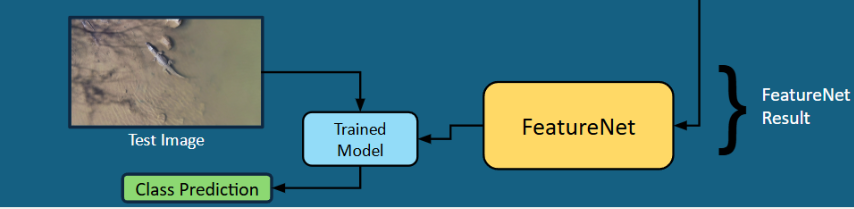 Test Image
Trained
Model
FeatureNet
FeatureNet
Result
Class Prediction